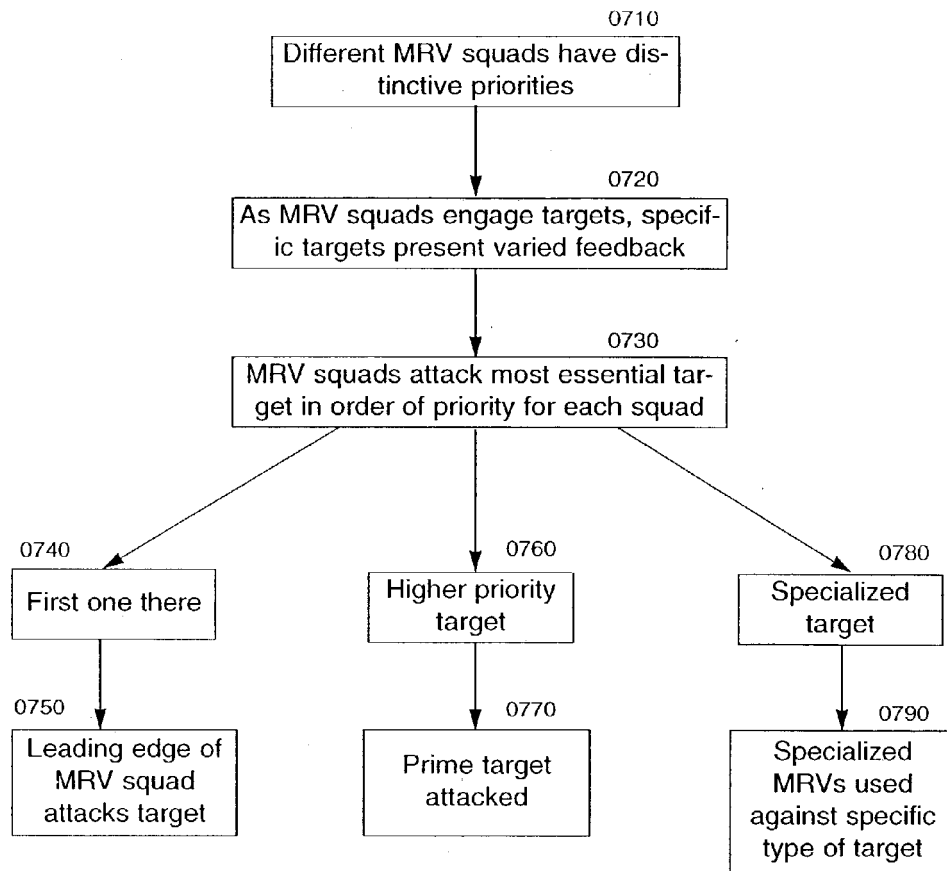 0710
Different MRV squads have dis-
tinctive priorities
0720
As MRV squads engage targets, specif-
ic targets present varied feedback
0730
MRV squads attack most essential tar-
get in order of priority for each squad
0740
First one there
0760
Higher priority
target
0780
Specialized
target
0750
Leading edge of
MRV squad
attacks target
0770
Prime target
attacked
0790
Specialized
MRVs used
against specific
type of target